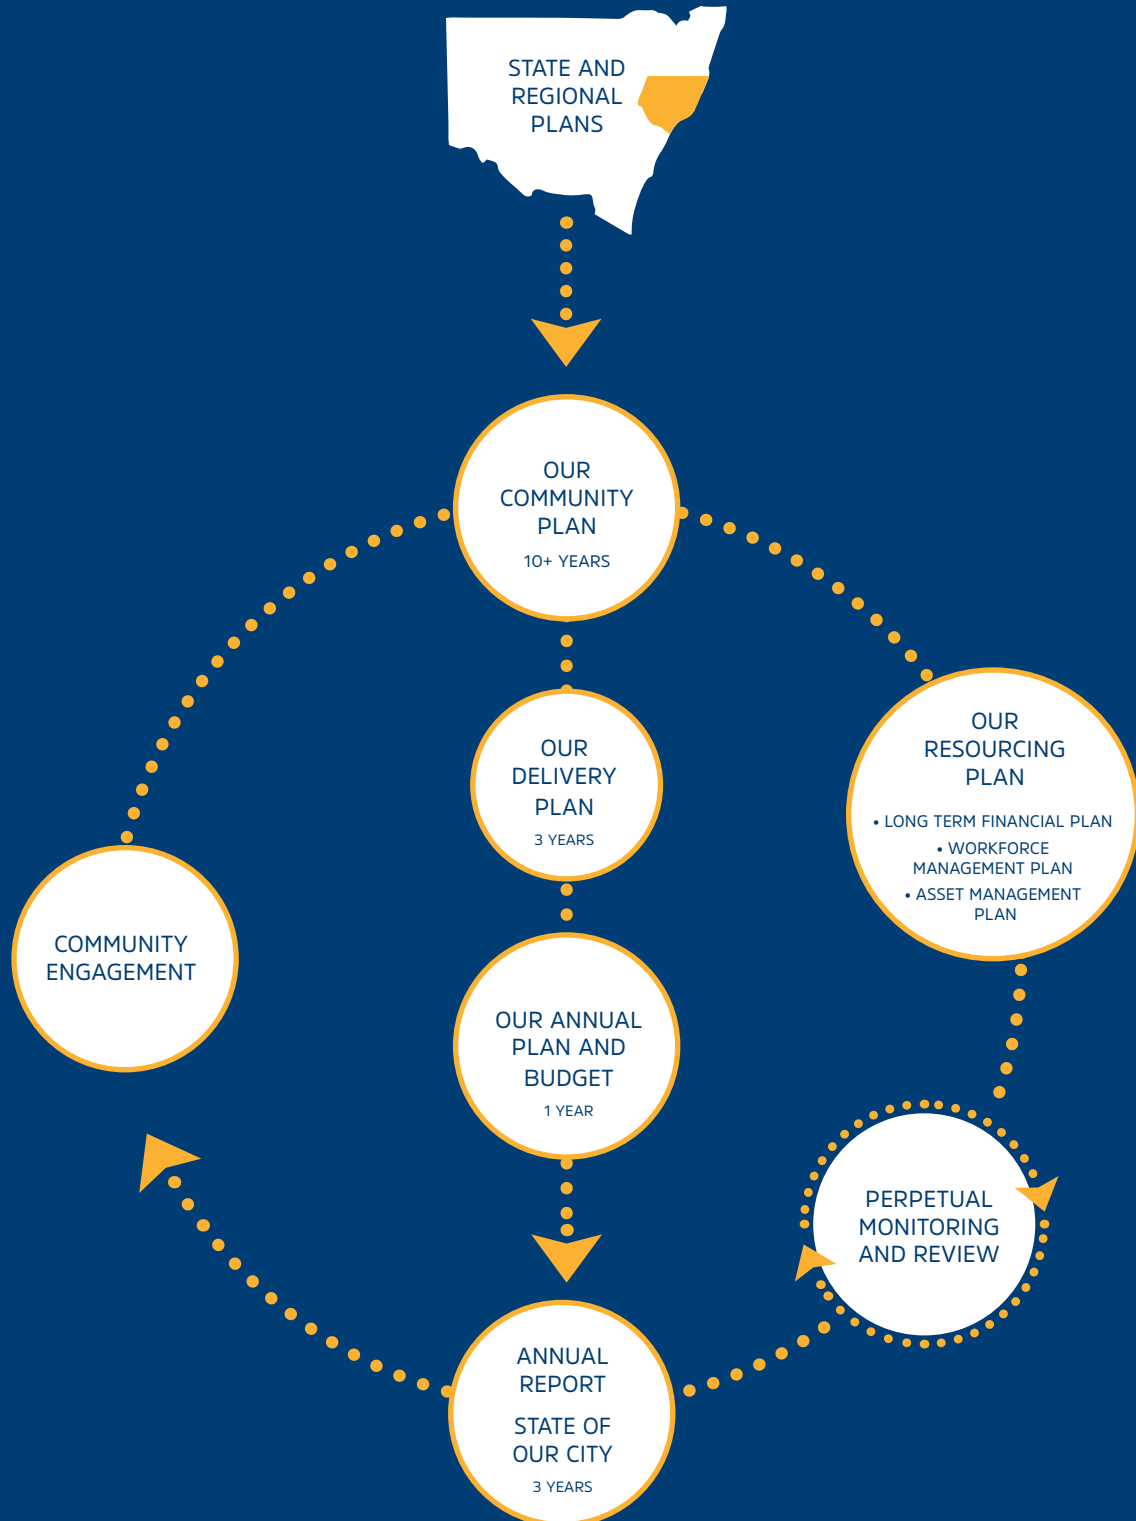 STATE AND
REGIONAL
PLANS
OUR
COMMUNITY
PLAN
10+ YEARS
OUR
DELIVERY
PLAN
3 YEARS
OUR
RESOURCING
PLAN
• LONG TERM FINANCIAL PLAN
• WORKFORCE
MANAGEMENT PLAN
• ASSET MANAGEMENT
PLAN
COMMUNITY
ENGAGEMENT
OUR ANNUAL
PLAN AND
BUDGET
1 YEAR
PERPETUAL
MONITORING
AND REVIEW
ANNUAL
REPORT
STATE OF
OUR CITY
3 YEARS